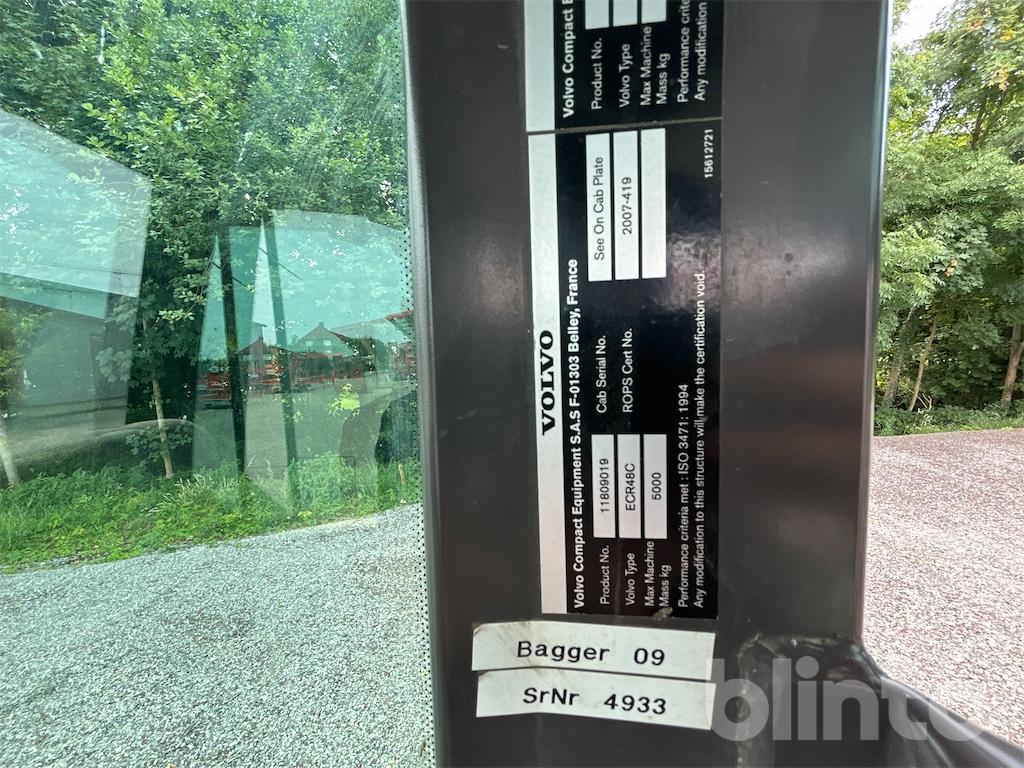 Volvo Compact E
Product No.
Volvo Type
Max Machine
Mass kg
Performance crite
Any modification
VOLVO
Volvo Compact Equipment S.A.S F-01303 Belley, France
Product No. 11809019 Cab Serial No. See On Cab Plate
Volvo Type ECR48C ROPS Cert No. 2007-419
Max Machine 5000
Mass kg
Performance criteria met : ISO 3471: 1994
Any modification to this structure will make the certification void.
15612721
Bagger 09
SrNr 4933
blinto